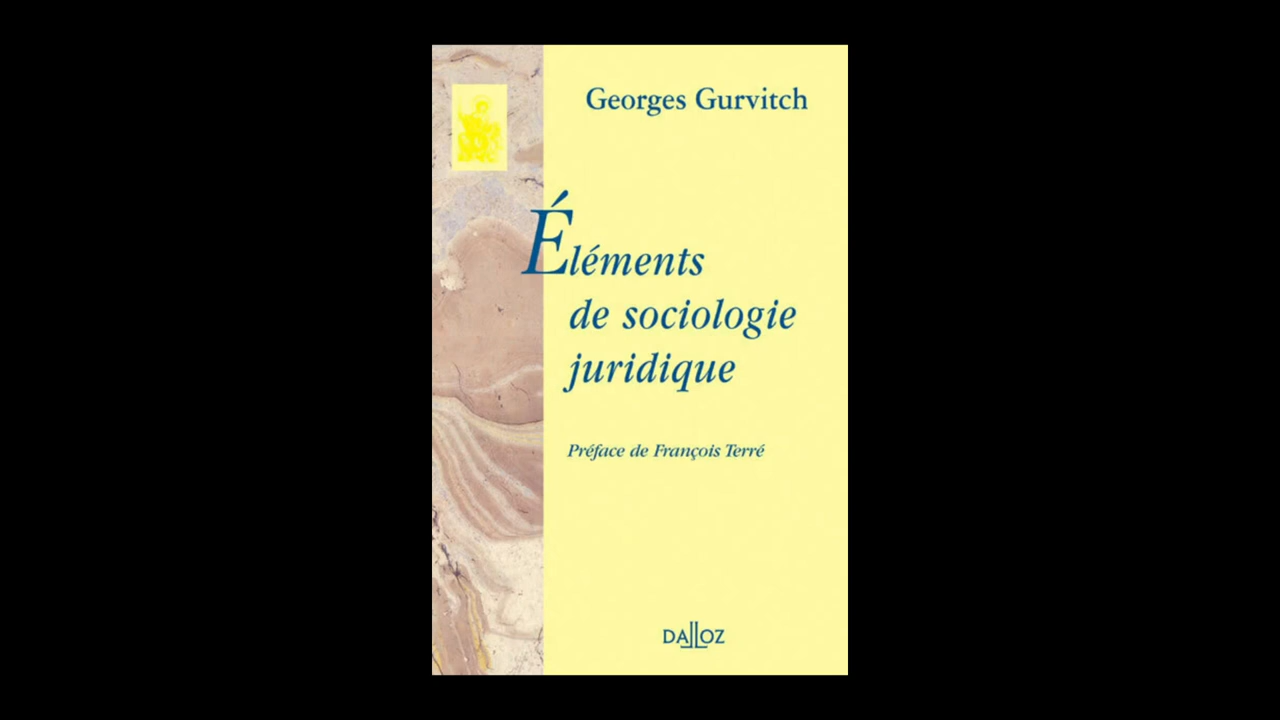 Georges Gurvitch
Éléments
de sociologie
juridique
Préface de François Terré
DALLOZ